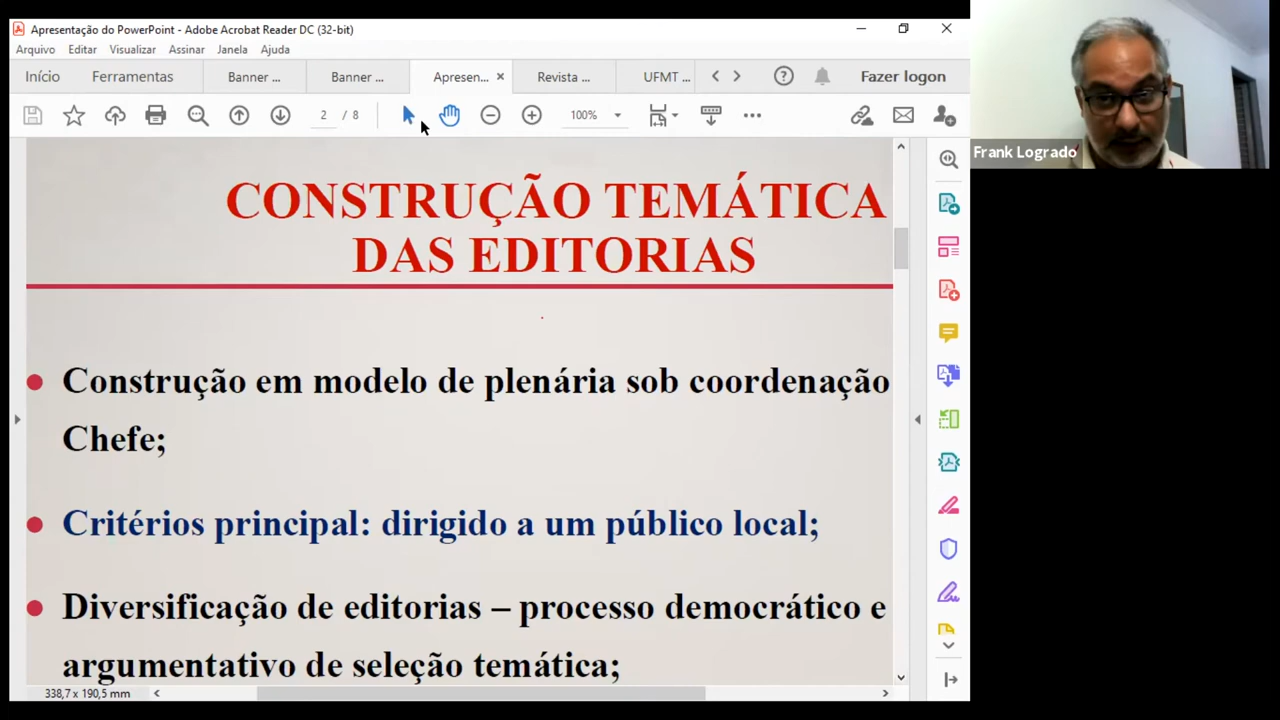 Apresentação do PowerPoint - Adobe Acrobat Reader DC (32-bit)
Arquivo Editar Visualizar Assinar Janela Ajuda
Início Ferramentas Banner ... Banner ... Apresen... × Revista ... UFMT ... Fazer logon
2 / 8 100%
Frank Logrado
CONSTRUÇÃO TEMÁTICA
DAS EDITORIAS
Construção em modelo de plenária sob coordenação
Chefe;
Critérios principal: dirigido a um público local;
Diversificação de editorias – processo democrático e
argumentativo de seleção temática;
338,7 x 190,5 mm